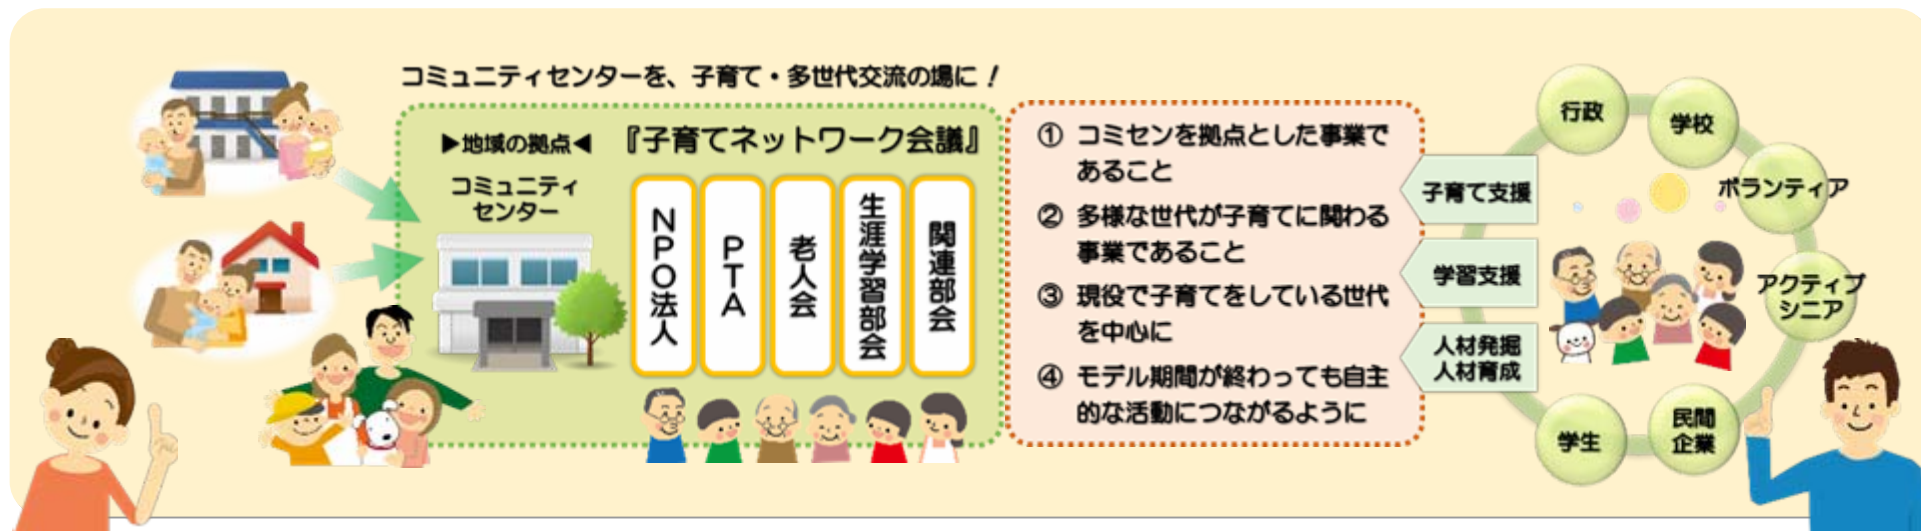 コミュニティセンターを、子育て・多世代交流の場に!
▶地域の拠点◀
『子育てネットワーク会議』
コミュニティ
センター
NPO法人
PTA
老人会
生涯学習部会
関連部会
① コミセンを拠点とした事業で
あること
② 多様な世代が子育てに関わる
事業であること
③ 現役で子育てをしている世代
を中心に
④ モデル期間が終わっても自主
的な活動につながるように
子育て支援
学習支援
人材発掘
人材育成
行政
学校
ボランティア
アクティブ
シニア
民間
企業
学生